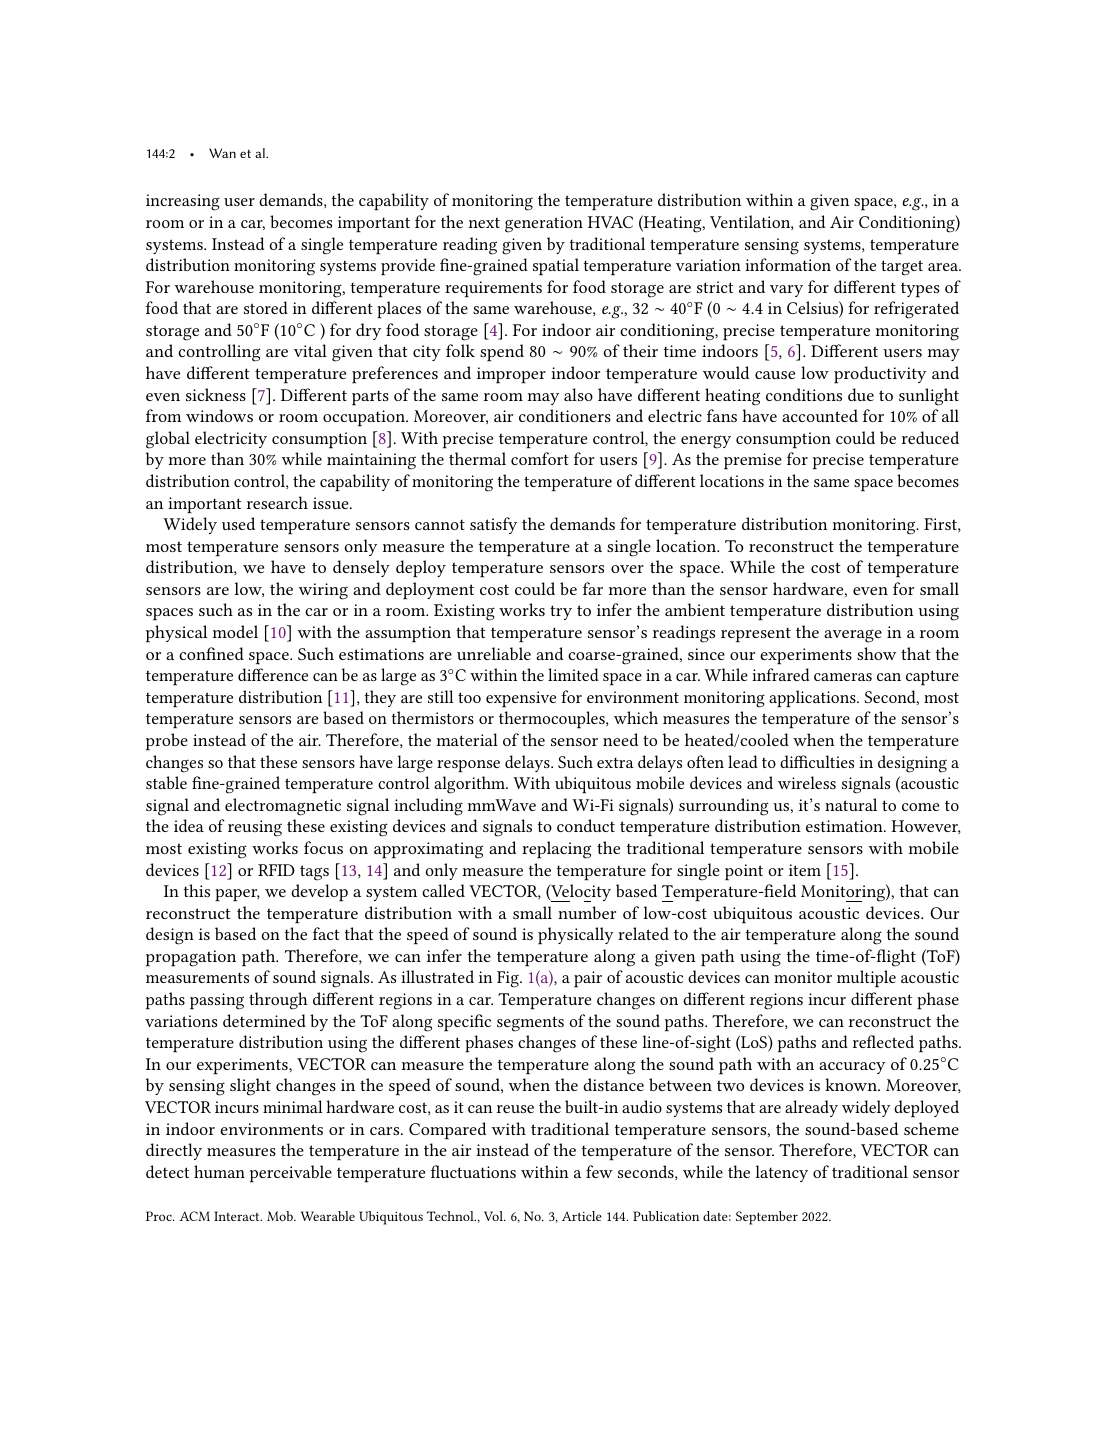 144:2 • Wan et al.
increasing user demands, the capability of monitoring the temperature distribution within a given space, e.g., in a
room or in a car, becomes important for the next generation HVAC (Heating, Ventilation, and Air Conditioning)
systems. Instead of a single temperature reading given by traditional temperature sensing systems, temperature
distribution monitoring systems provide fine-grained spatial temperature variation information of the target area.
For warehouse monitoring, temperature requirements for food storage are strict and vary for different types of
food that are stored in different places of the same warehouse, e.g., 32 ∼ 40°F (0 ∼ 4.4 in Celsius) for refrigerated
storage and 50°F (10°C ) for dry food storage [4]. For indoor air conditioning, precise temperature monitoring
and controlling are vital given that city folk spend 80 ∼ 90% of their time indoors [5, 6]. Different users may
have different temperature preferences and improper indoor temperature would cause low productivity and
even sickness [7]. Different parts of the same room may also have different heating conditions due to sunlight
from windows or room occupation. Moreover, air conditioners and electric fans have accounted for 10% of all
global electricity consumption [8]. With precise temperature control, the energy consumption could be reduced
by more than 30% while maintaining the thermal comfort for users [9]. As the premise for precise temperature
distribution control, the capability of monitoring the temperature of different locations in the same space becomes
an important research issue.
Widely used temperature sensors cannot satisfy the demands for temperature distribution monitoring. First,
most temperature sensors only measure the temperature at a single location. To reconstruct the temperature
distribution, we have to densely deploy temperature sensors over the space. While the cost of temperature
sensors are low, the wiring and deployment cost could be far more than the sensor hardware, even for small
spaces such as in the car or in a room. Existing works try to infer the ambient temperature distribution using
physical model [10] with the assumption that temperature sensor's readings represent the average in a room
or a confined space. Such estimations are unreliable and coarse-grained, since our experiments show that the
temperature difference can be as large as 3°C within the limited space in a car. While infrared cameras can capture
temperature distribution [11], they are still too expensive for environment monitoring applications. Second, most
temperature sensors are based on thermistors or thermocouples, which measures the temperature of the sensor's
probe instead of the air. Therefore, the material of the sensor need to be heated/cooled when the temperature
changes so that these sensors have large response delays. Such extra delays often lead to difficulties in designing a
stable fine-grained temperature control algorithm. With ubiquitous mobile devices and wireless signals (acoustic
signal and electromagnetic signal including mmWave and Wi-Fi signals) surrounding us, it's natural to come to
the idea of reusing these existing devices and signals to conduct temperature distribution estimation. However,
most existing works focus on approximating and replacing the traditional temperature sensors with mobile
devices [12] or RFID tags [13, 14] and only measure the temperature for single point or item [15].
In this paper, we develop a system called VECTOR, (Velocity based Temperature-field Monitoring), that can
reconstruct the temperature distribution with a small number of low-cost ubiquitous acoustic devices. Our
design is based on the fact that the speed of sound is physically related to the air temperature along the sound
propagation path. Therefore, we can infer the temperature along a given path using the time-of-flight (ToF)
measurements of sound signals. As illustrated in Fig. 1(a), a pair of acoustic devices can monitor multiple acoustic
paths passing through different regions in a car. Temperature changes on different regions incur different phase
variations determined by the ToF along specific segments of the sound paths. Therefore, we can reconstruct the
temperature distribution using the different phases changes of these line-of-sight (LoS) paths and reflected paths.
In our experiments, VECTOR can measure the temperature along the sound path with an accuracy of 0.25°C
by sensing slight changes in the speed of sound, when the distance between two devices is known. Moreover,
VECTOR incurs minimal hardware cost, as it can reuse the built-in audio systems that are already widely deployed
in indoor environments or in cars. Compared with traditional temperature sensors, the sound-based scheme
directly measures the temperature in the air instead of the temperature of the sensor. Therefore, VECTOR can
detect human perceivable temperature fluctuations within a few seconds, while the latency of traditional sensor
Proc. ACM Interact. Mob. Wearable Ubiquitous Technol., Vol. 6, No. 3, Article 144. Publication date: September 2022.